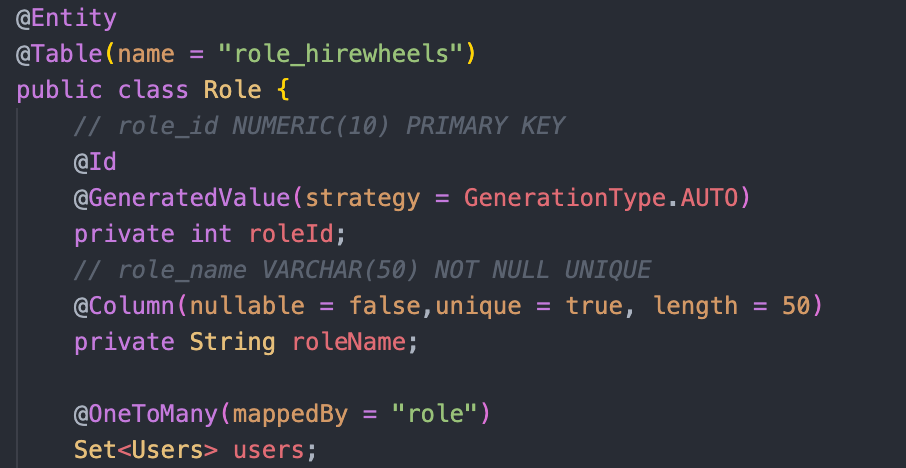 @Entity
@Table(name = "role_hirewheels")
public class Role {
    // role_id NUMERIC(10) PRIMARY KEY
    @Id
    @GeneratedValue(strategy = GenerationType.AUTO)
    private int roleId;
    // role_name VARCHAR(50) NOT NULL UNIQUE
    @Column(nullable = false,unique = true, length = 50)
    private String roleName;

    @OneToMany(mappedBy = "role")
    Set<Users> users;